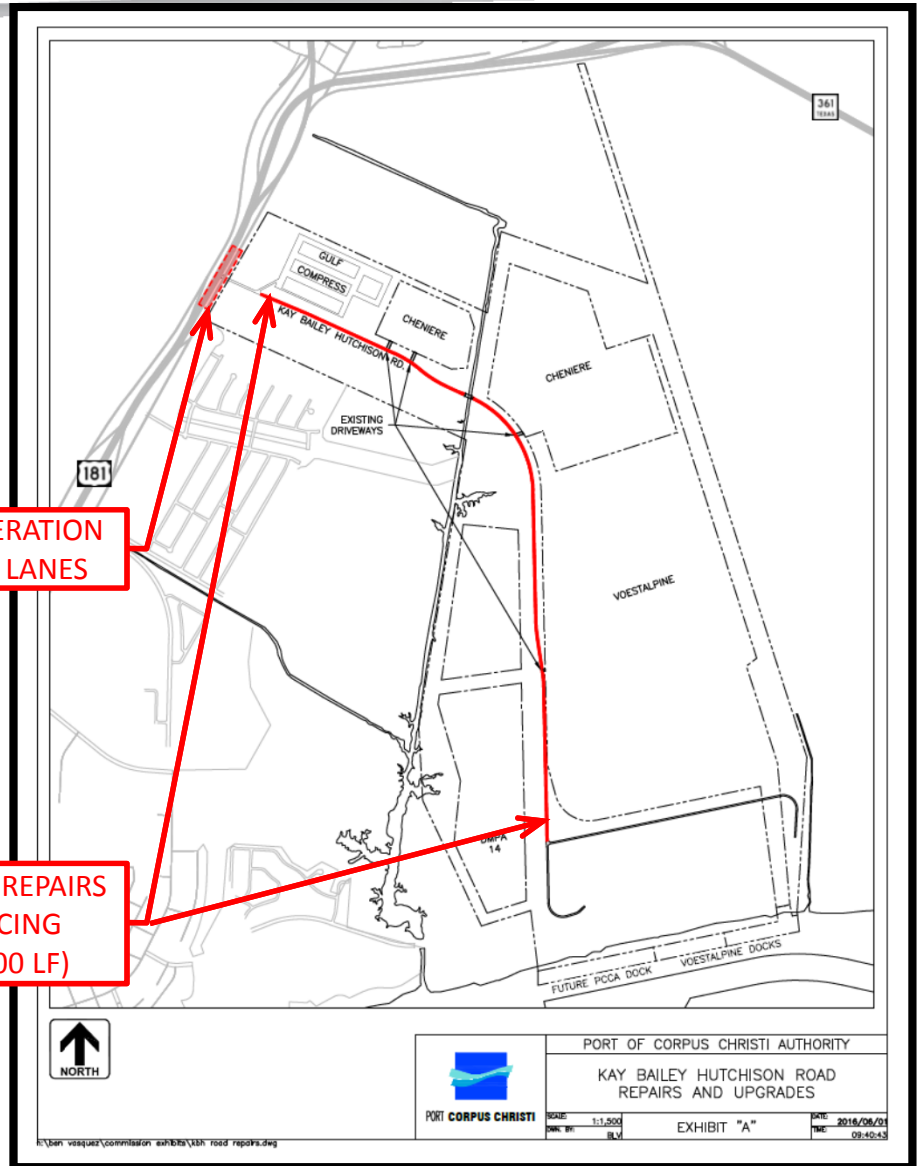 361
TEXAS
GULF
COMPRESS
CHENIERE
KAY BAILEY HUTCHISON RD.
CHENIERE
EXISTING
DRIVEWAYS
181
ERATION
LANES
VOESTALPINE
DMPA
14
REPAIRS
CING
00 LF)
FUTURE PCCA DOCK
VOESTALPINE DOCKS
NORTH
PORT CORPUS CHRISTI
PORT OF CORPUS CHRISTI AUTHORITY
KAY BAILEY HUTCHISON ROAD
REPAIRS AND UPGRADES
SCALE: 1:1,500
DWN. BY: BLV
EXHIBIT "A"
DATE: 2016/06/01
TIME: 09:40:43
h:\ben vasquez\commission exhibits\kbh road repairs.dwg